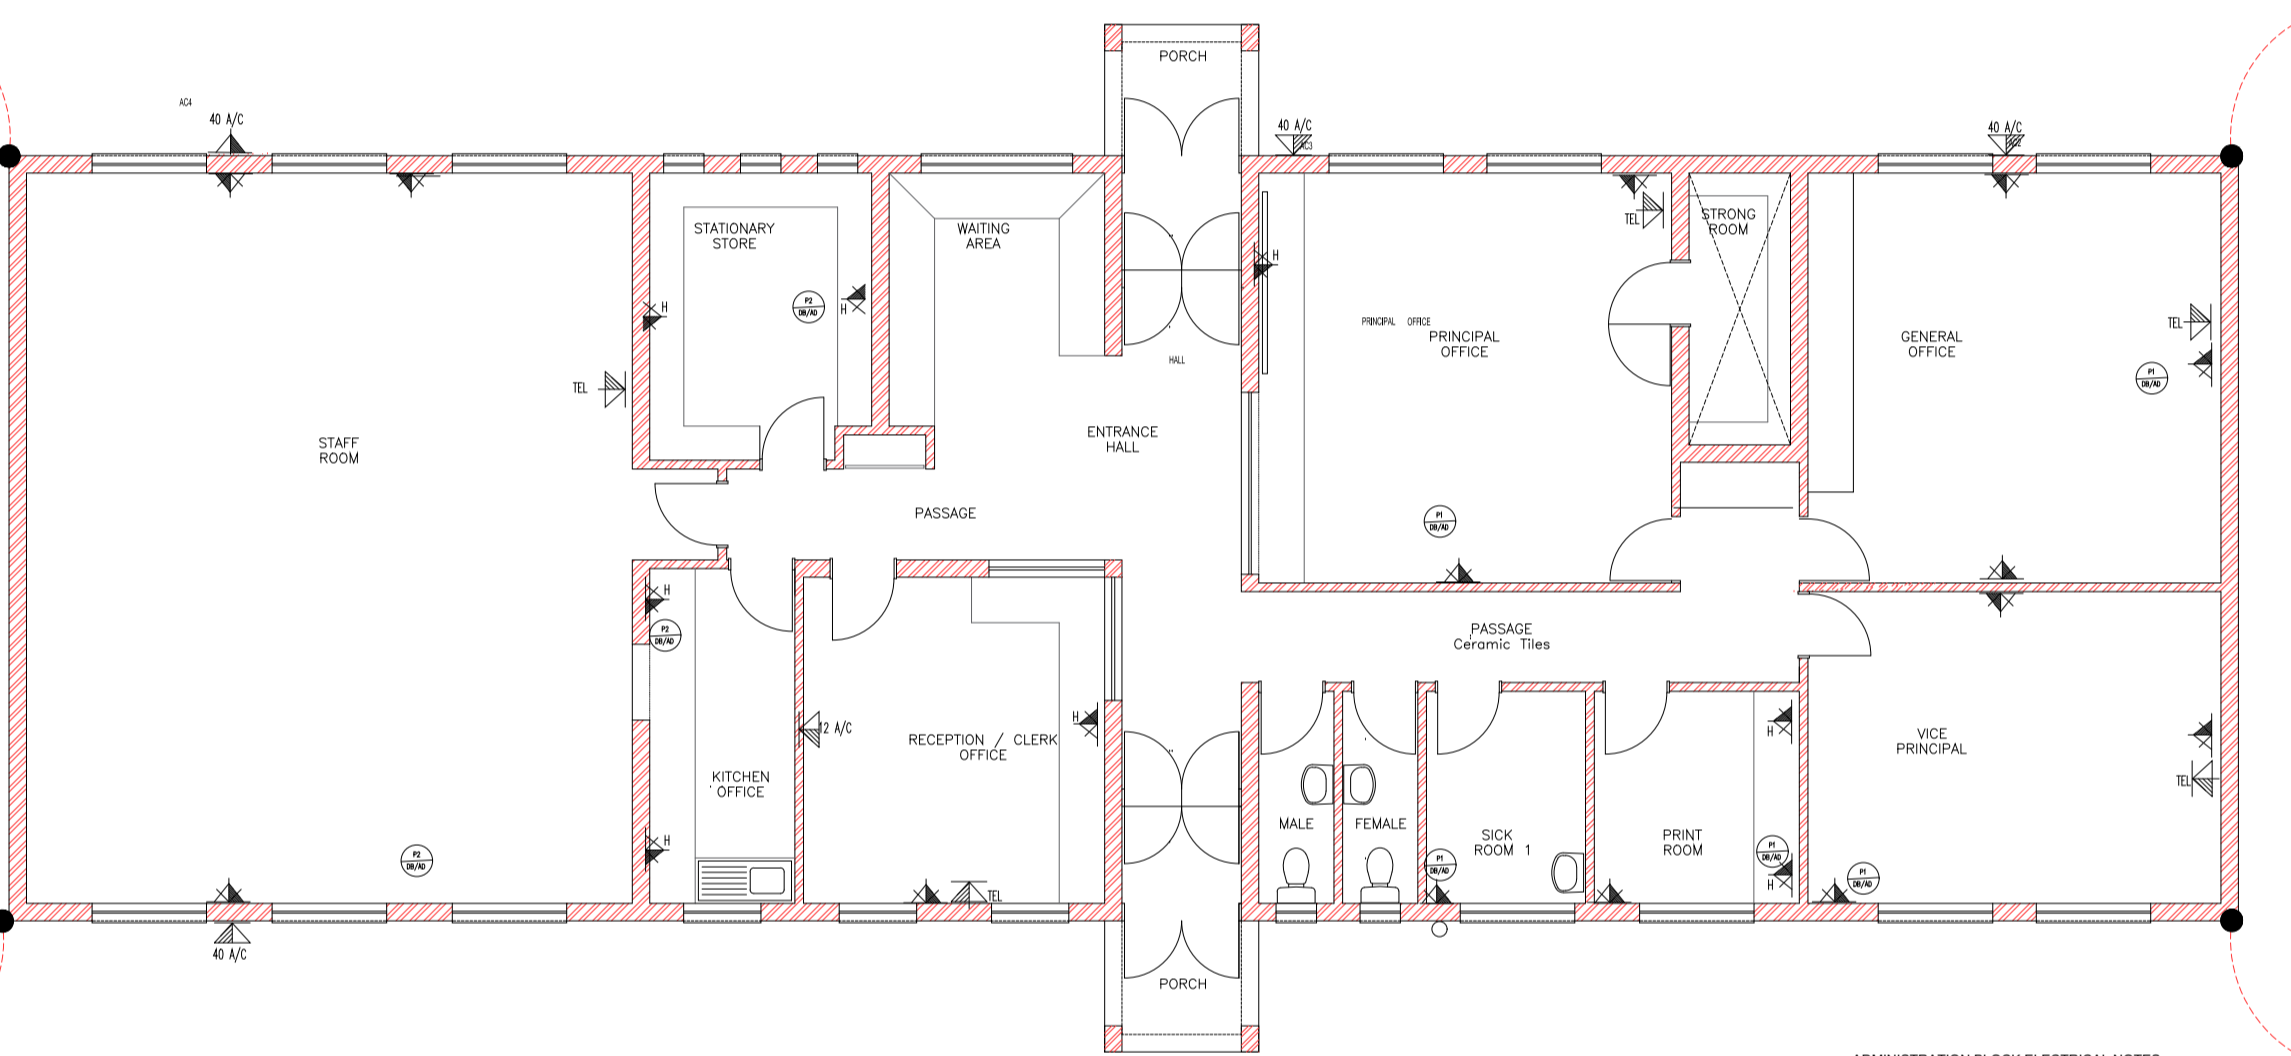 PORCH
AC4
40 A/C
40 A/C
AC3
40 A/C
AC2
STATIONARY
STORE
WAITING
AREA
TEL
STRONG
ROOM
H
P2
DB/AD
H
H
PRINCIPAL OFFICE
PRINCIPAL
OFFICE
GENERAL
OFFICE
TEL
HALL
TEL
P1
DB/AD
STAFF
ROOM
ENTRANCE
HALL
PASSAGE
P1
DB/AD
H
P2
DB/AD
PASSAGE
Ceramic Tiles
12 A/C
H
RECEPTION / CLERK
OFFICE
H
VICE
PRINCIPAL
KITCHEN
OFFICE
TEL
MALE
FEMALE
SICK
ROOM 1
PRINT
ROOM
H
P2
DB/AD
P1
DB/AD
P1
DB/AD
H
P1
DB/AD
TEL
40 A/C
PORCH